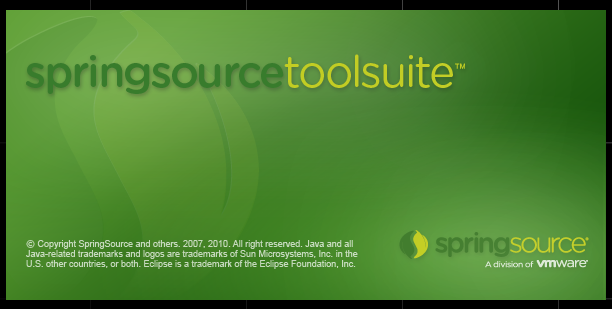 springsourcetoolsuite™
© Copyright SpringSource and others. 2007, 2010. All right reserved. Java and all
Java-related trademarks and logos are trademarks of Sun Microsystems, Inc. in the
U.S. other countries, or both. Eclipse is a trademark of the Eclipse Foundation, Inc.
springsource®
A division of vmware®